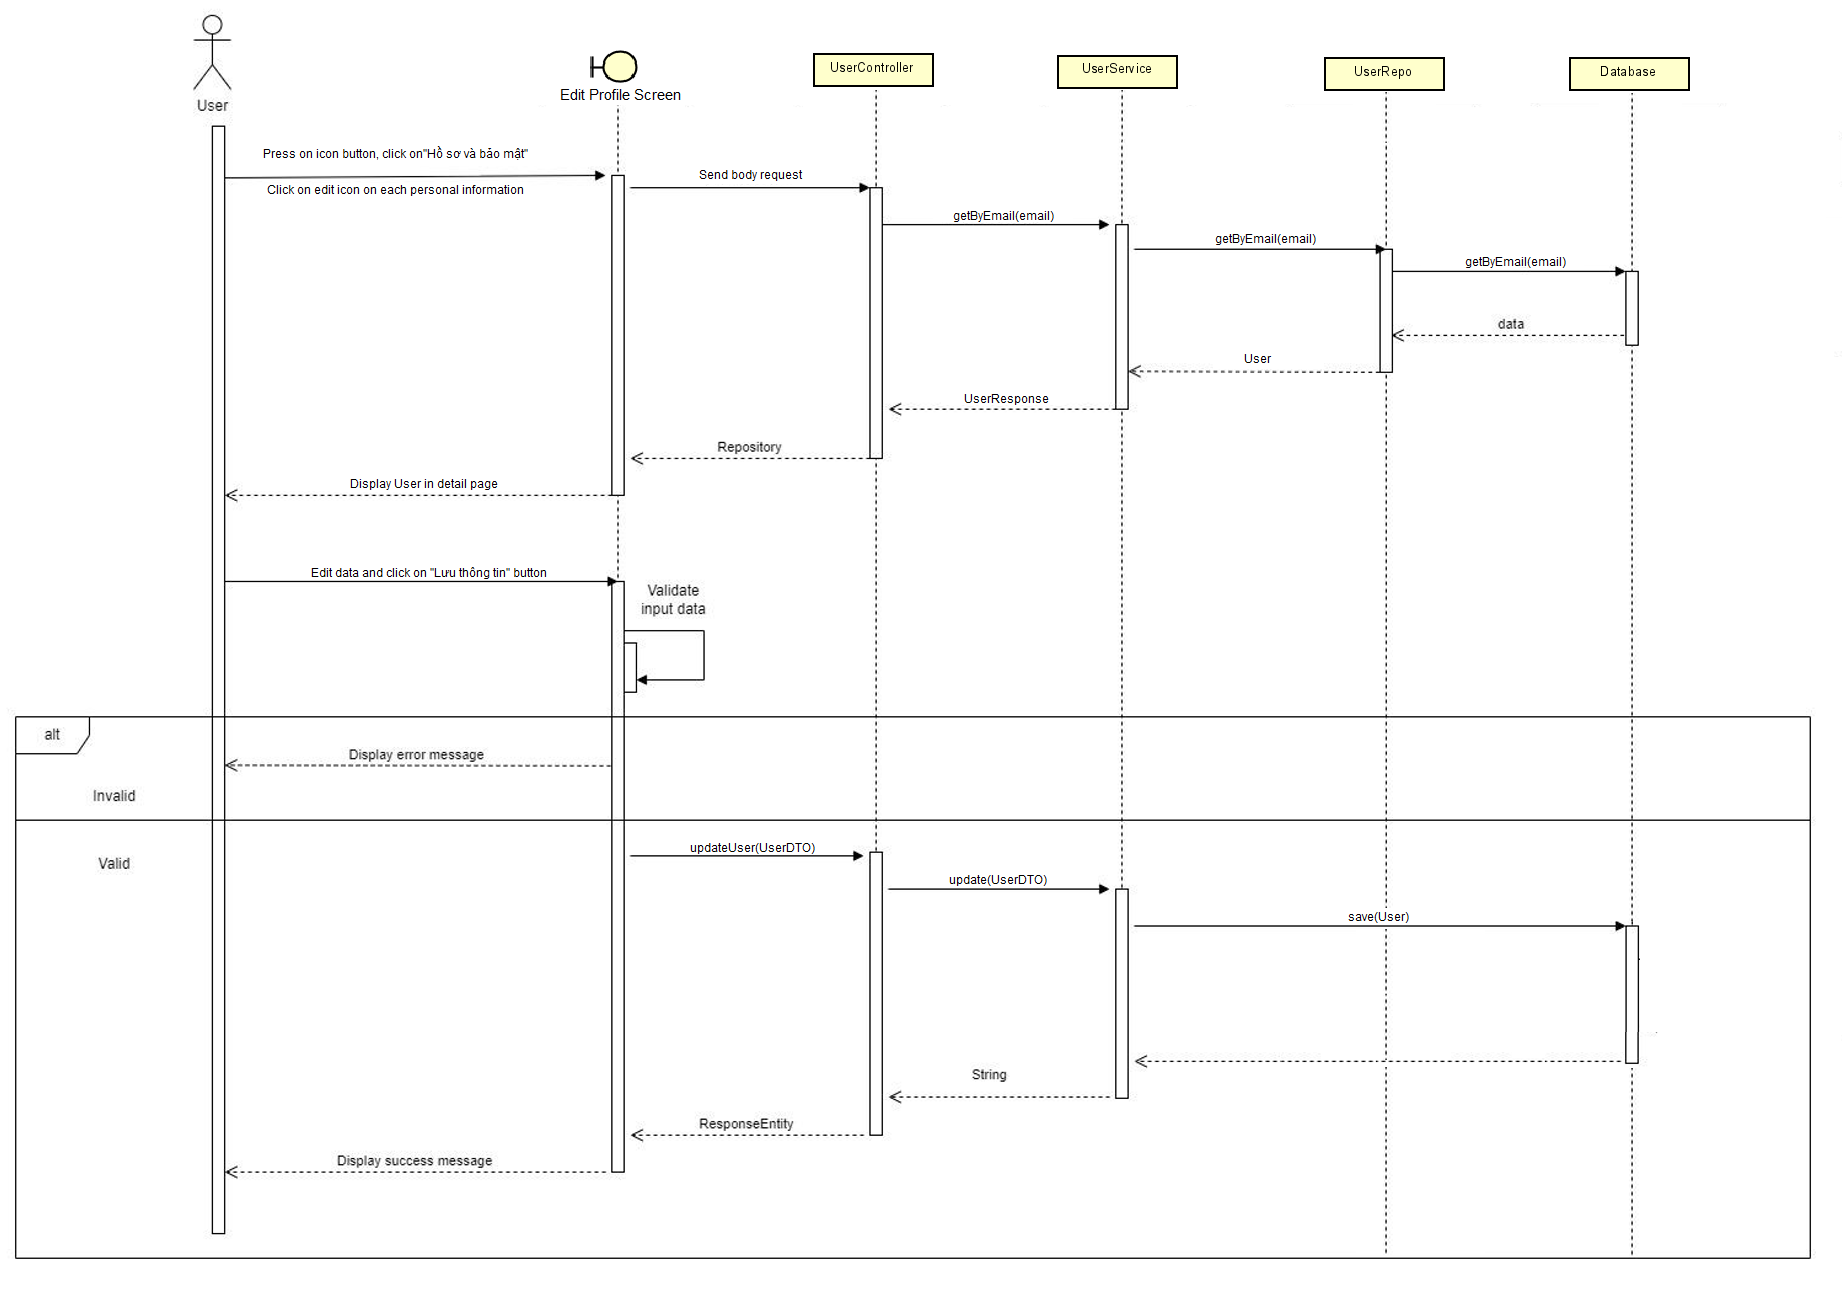 User
Edit Profile Screen
UserController
UserService
UserRepo
Database
Press on icon button, click on"Hồ sơ và bảo mật"
Click on edit icon on each personal information
Send body request
getByEmail(email)
getByEmail(email)
getByEmail(email)
data
User
UserResponse
Repository
Display User in detail page
Edit data and click on "Lưu thông tin" button
Validate
input data
alt
Display error message
Invalid
Valid
updateUser(UserDTO)
update(UserDTO)
save(User)
String
ResponseEntity
Display success message